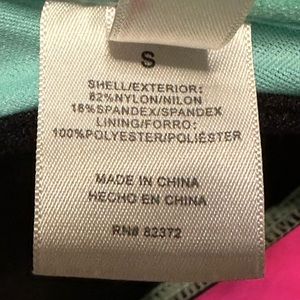 S
SHELL/EXTERIOR:
82%NYLON/NILON
18%SPANDEX/SPANDEX
LINING/FORRO:
100%POLYESTER/POLIÉSTER
MADE IN CHINA
HECHO EN CHINA
RN# 82372